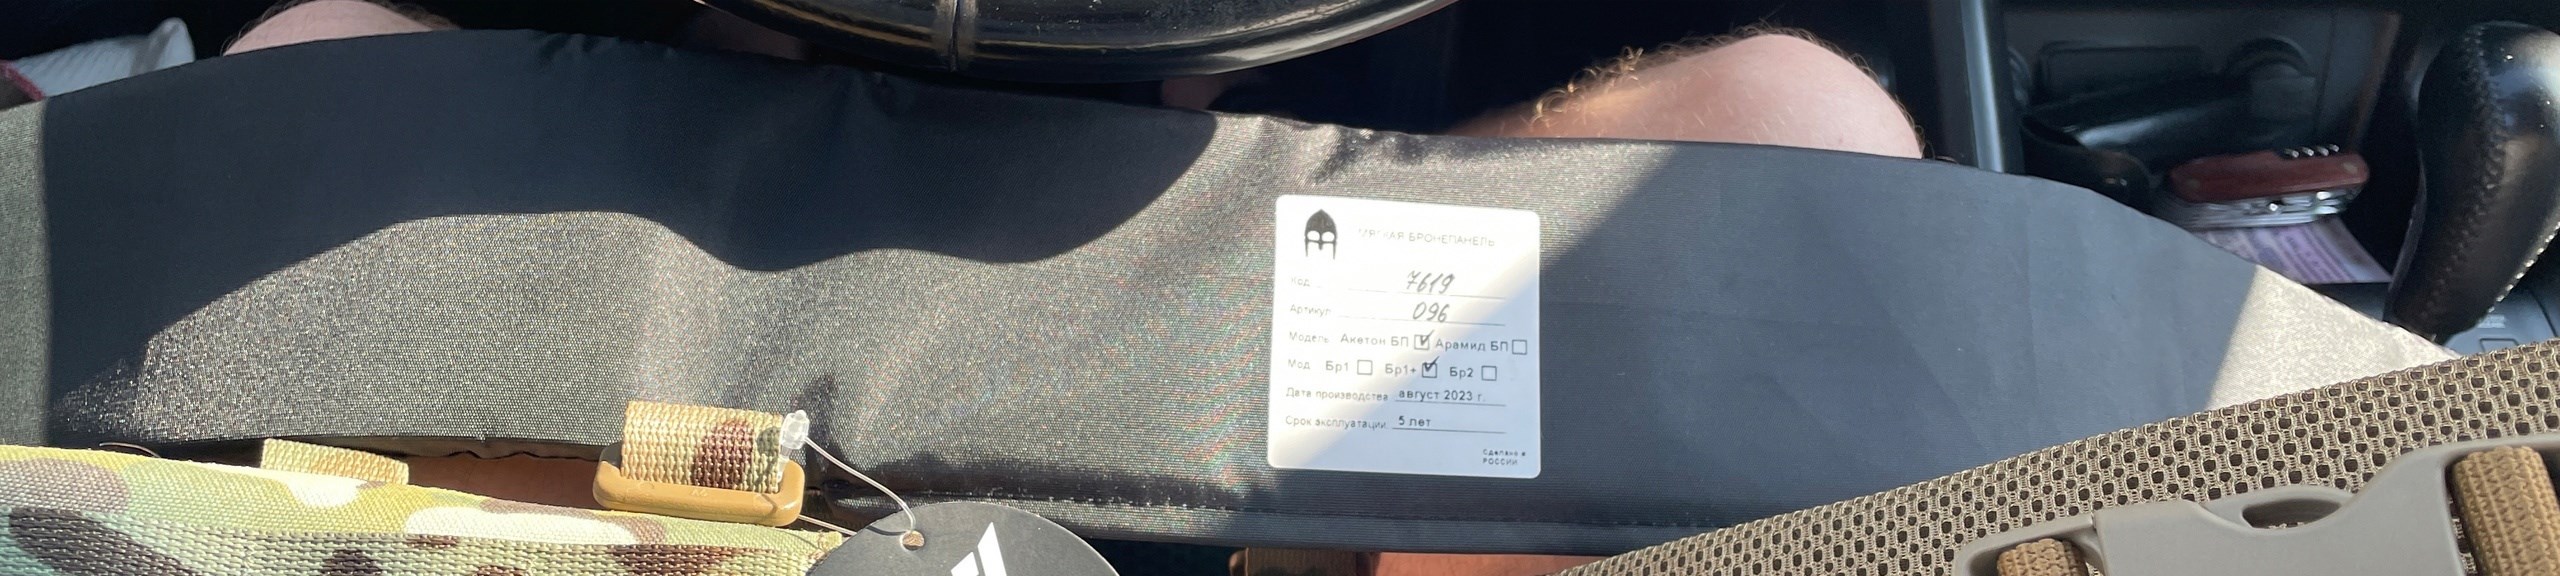 МЯГКАЯ БРОНЕПАНЕЛЬ
Код: 7619
Артикул: 096
Модель: Акетон БП ☑ Арамид БП ☐
Мод. Бр1 ☐ Бр1+ ☑ Бр2 ☐
Дата производства: август 2023 г.
Срок эксплуатации: 5 лет
Сделано в
РОССИИ